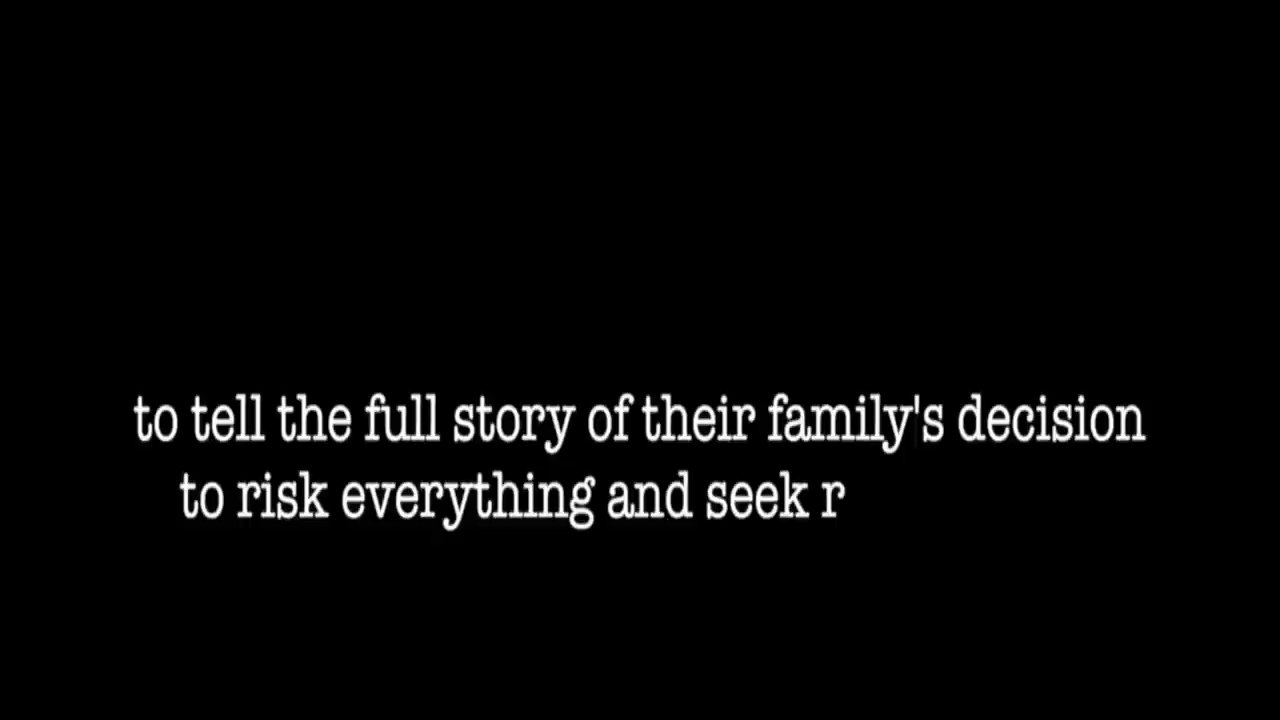 to tell the full story of their family's decision
to risk everything and seek r